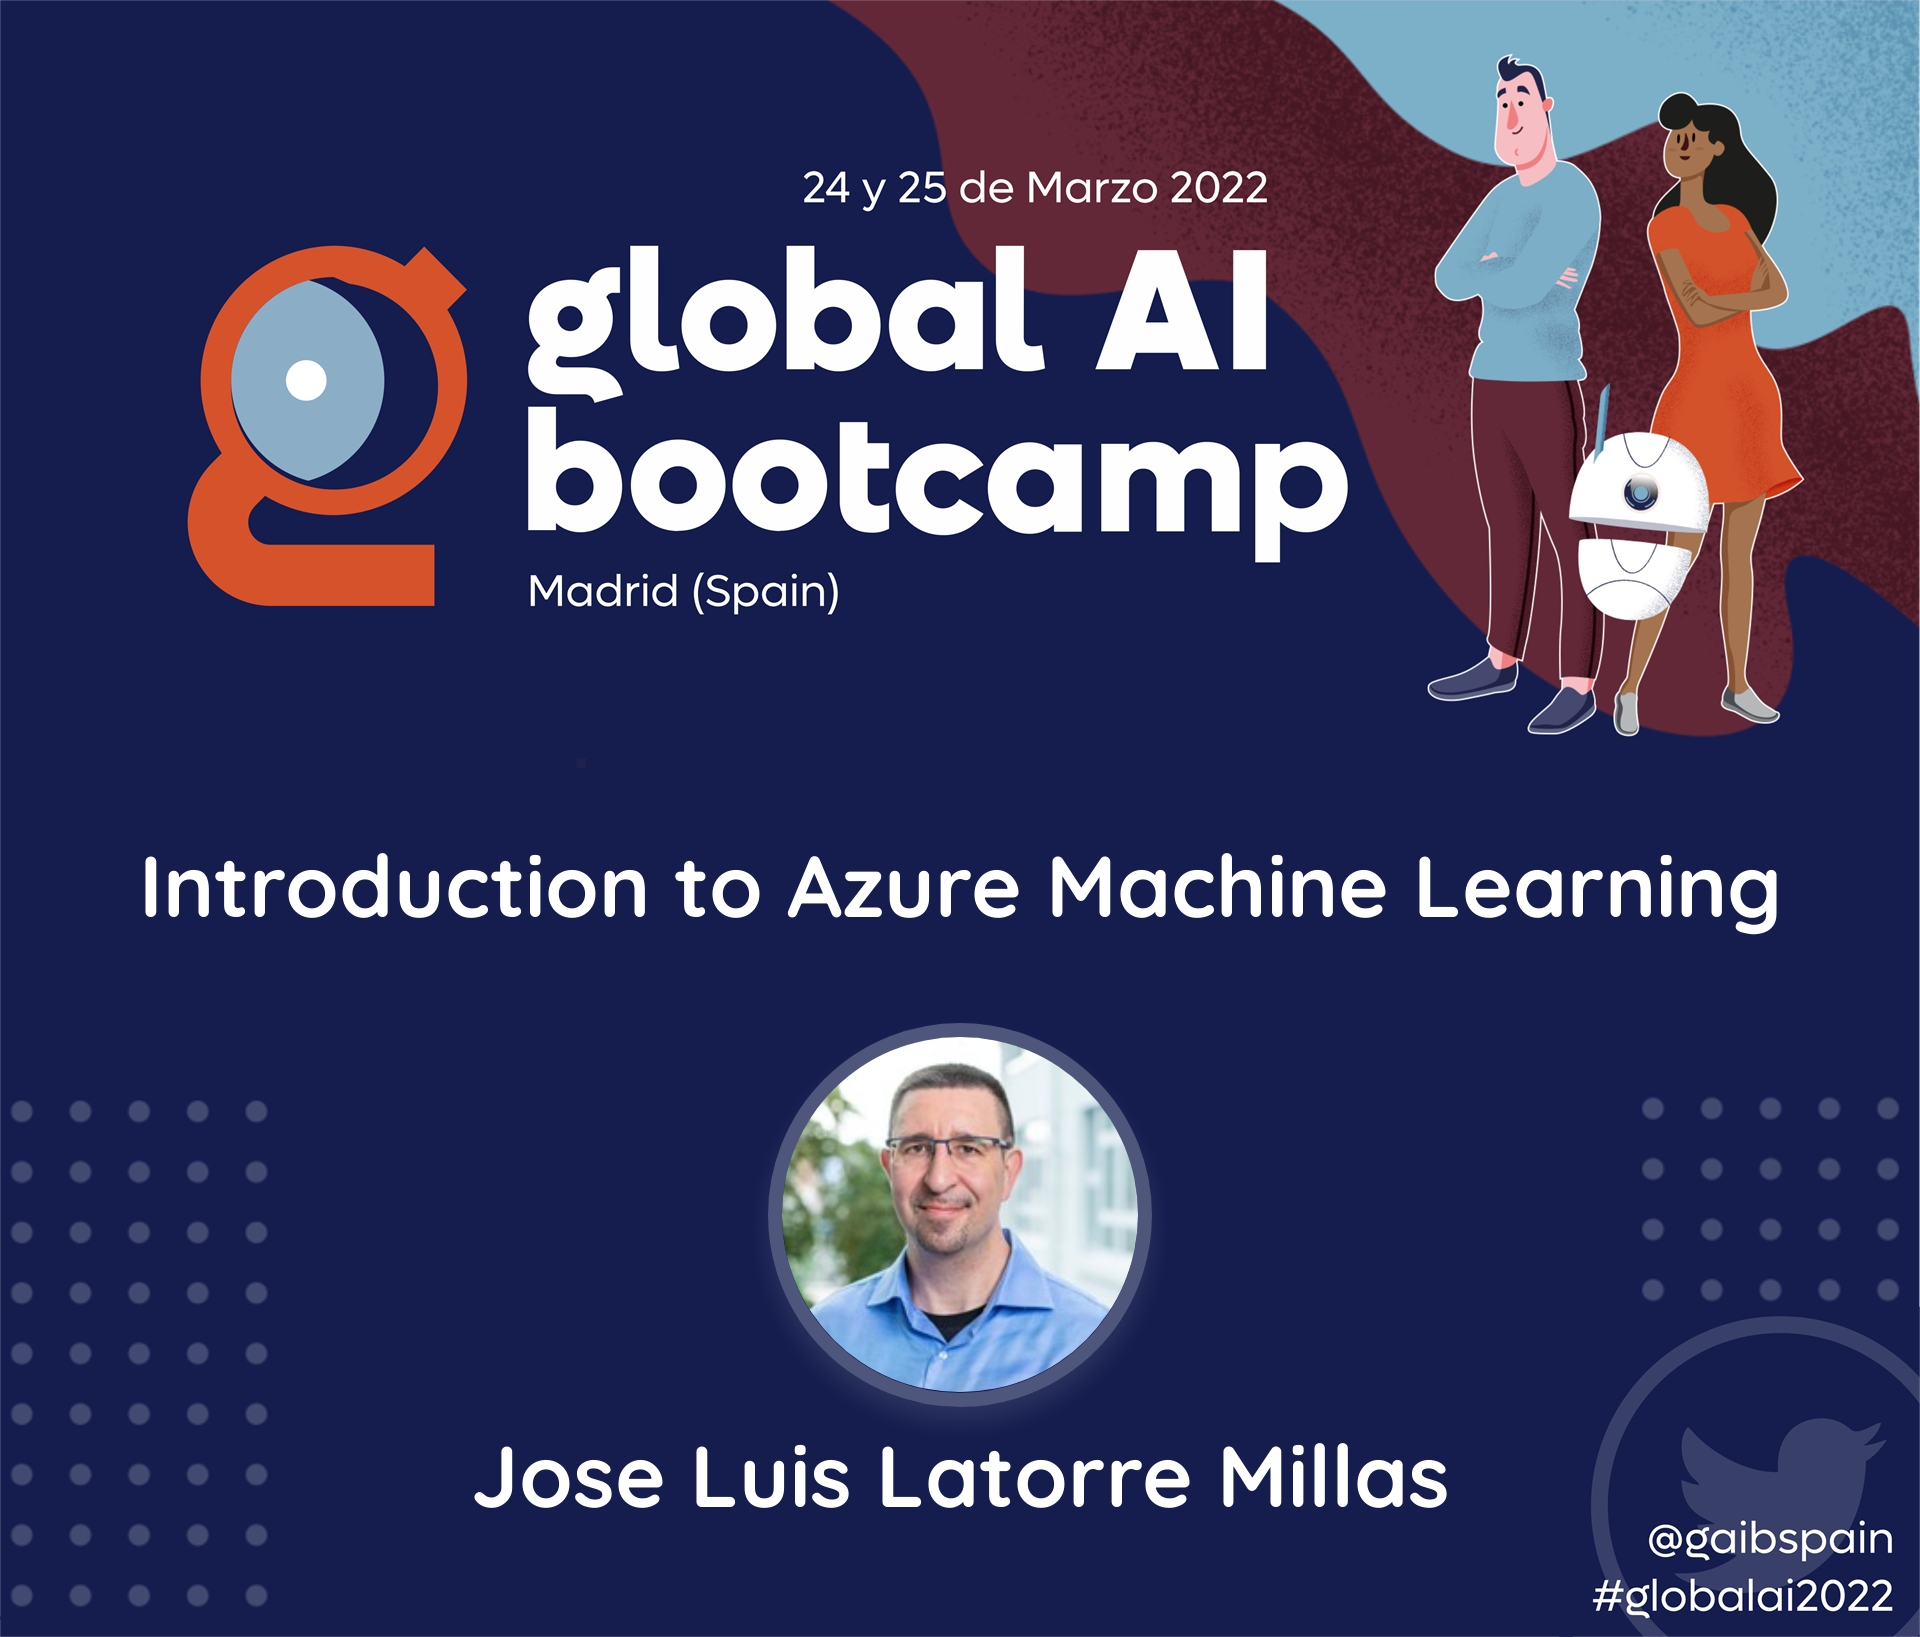 24 y 25 de Marzo 2022
global AI
bootcamp
Madrid (Spain)
Introduction to Azure Machine Learning
Jose Luis Latorre Millas
@gaibspain
#globalai2022